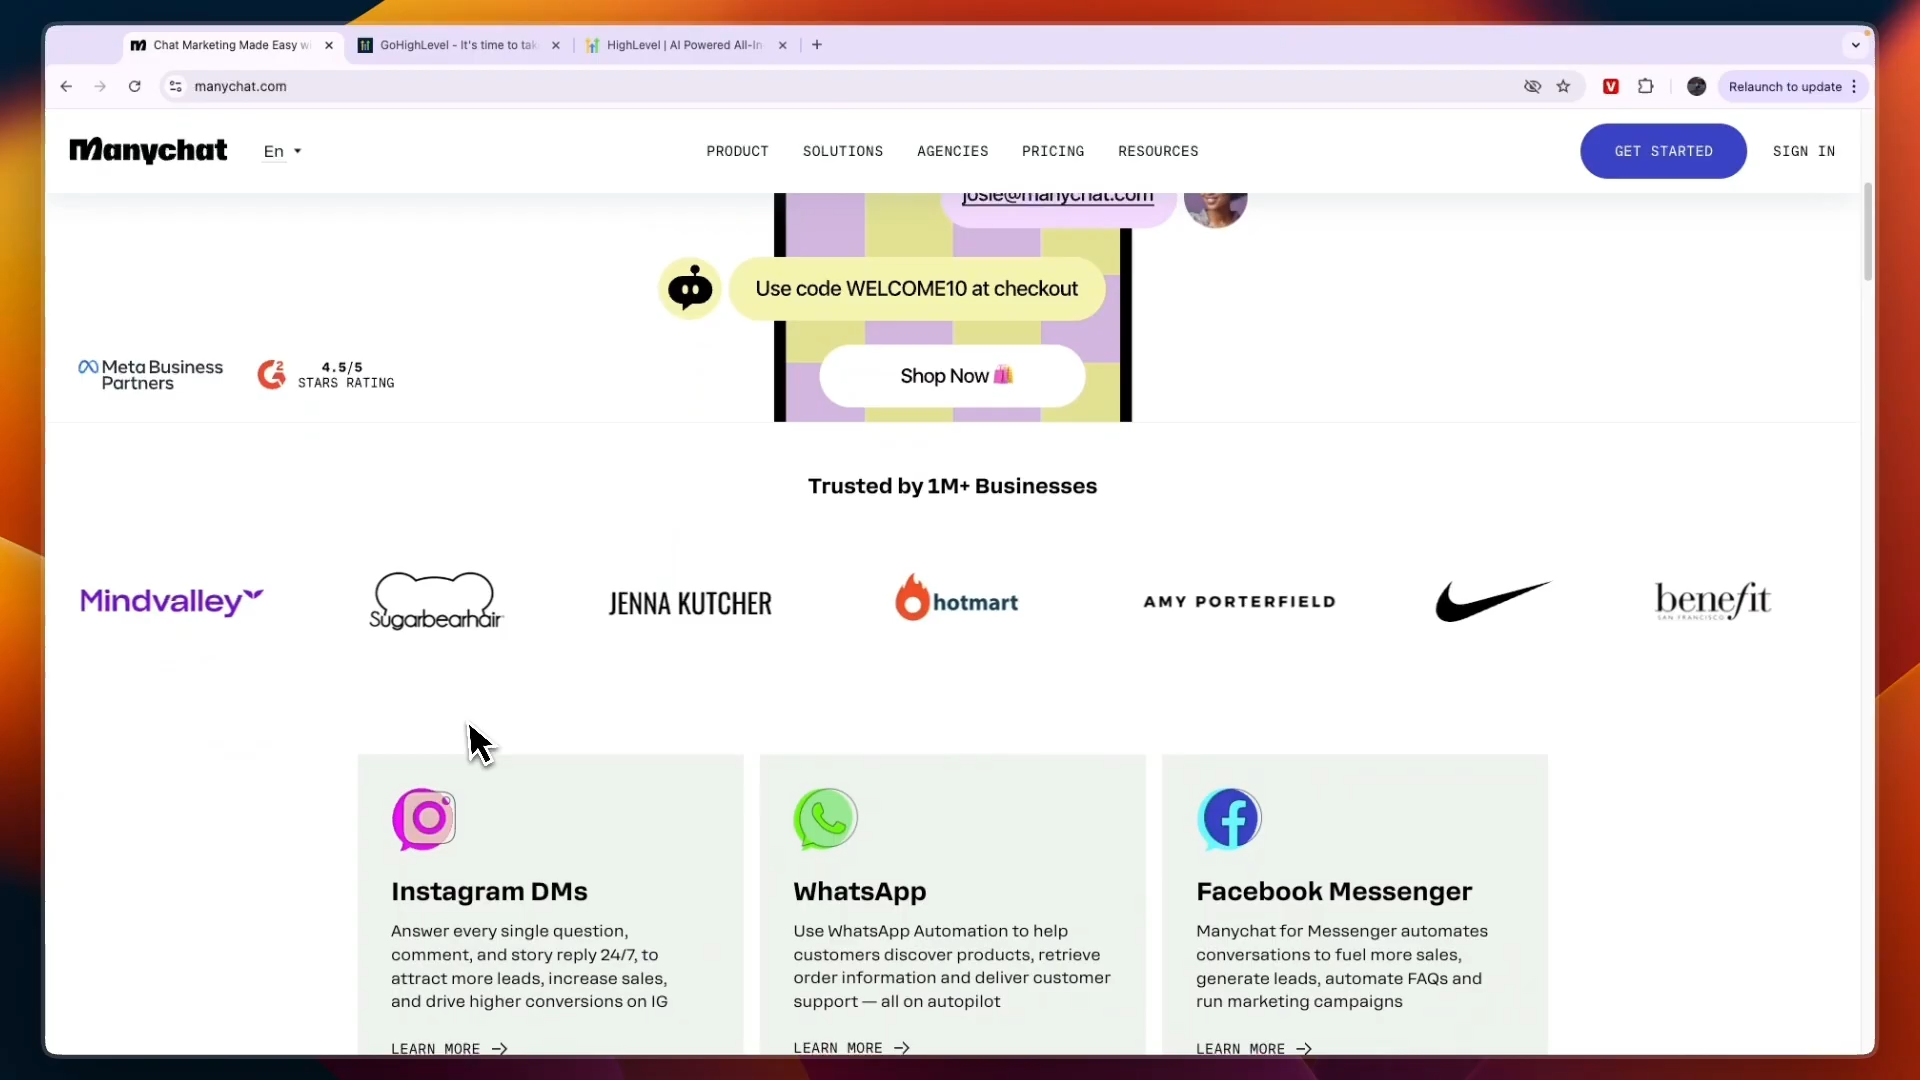 Chat Marketing Made Easy wi
GoHighLevel - It's time to tak
HighLevel | AI Powered All-In
manychat.com
Relaunch to update
Manychat
En
PRODUCT
SOLUTIONS
AGENCIES
PRICING
RESOURCES
GET STARTED
SIGN IN
josie@manychat.com
Use code WELCOME10 at checkout
Shop Now
Meta Business
Partners
4.5/5
STARS RATING
Trusted by 1M+ Businesses
Mindvalley
Sugarbearhair
JENNA KUTCHER
hotmart
AMY PORTERFIELD
benefit
SAN FRANCISCO
Instagram DMs
Answer every single question,
comment, and story reply 24/7, to
attract more leads, increase sales,
and drive higher conversions on IG
LEARN MORE →
WhatsApp
Use WhatsApp Automation to help
customers discover products, retrieve
order information and deliver customer
support — all on autopilot
LEARN MORE →
Facebook Messenger
Manychat for Messenger automates
conversations to fuel more sales,
generate leads, automate FAQs and
run marketing campaigns
LEARN MORE →